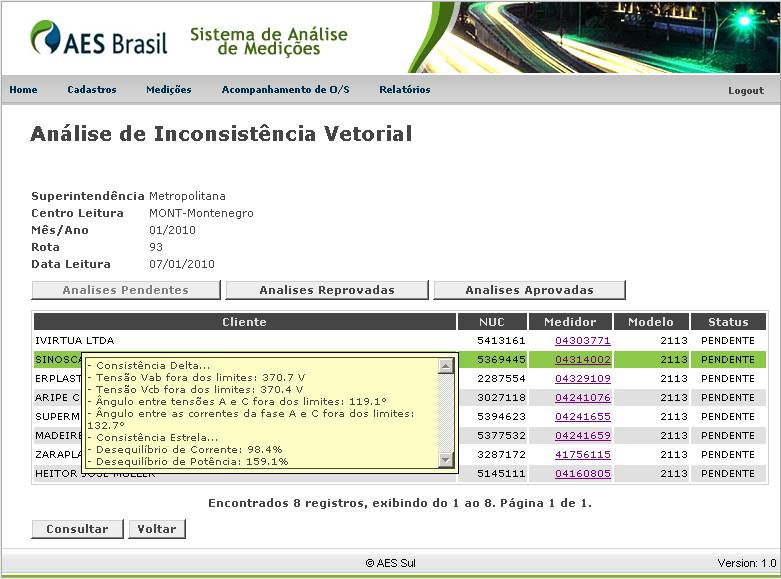 AES Brasil
Sistema de Análise
de Medições
Home Cadastros Medições Acompanhamento de O/S Relatórios Logout
Análise de Inconsistência Vetorial
Superintendência Metropolitana
Centro Leitura MONT-Montenegro
Mês/Ano 01/2010
Rota 93
Data Leitura 07/01/2010
Analises Pendentes Analises Reprovadas Analises Aprovadas
Cliente NUC Medidor Modelo Status
IVIRTUA LTDA 5413161 04303771 2113 PENDENTE
SINOSCA 5369445 04314002 2113 PENDENTE
ERPLAST 2287554 04329109 2113 PENDENTE
ARIPE C 3027118 04241076 2113 PENDENTE
SUPERM 5394623 04241655 2113 PENDENTE
MADEIRE 5377532 04241659 2113 PENDENTE
ZARAPLA 3287172 41756115 2113 PENDENTE
HEITOR JOSE MULLER 5145111 04160805 2113 PENDENTE
- Consistência Delta...
- Tensão Vab fora dos limites: 370.7 V
- Tensão Vcb fora dos limites: 370.4 V
- Ângulo entre tensões A e C fora dos limites: 119.1°
- Ângulo entre as correntes da fase A e C fora dos limites:
132.7°
- Consistência Estrela...
- Desequilíbrio de Corrente: 98.4%
- Desequilíbrio de Potência: 159.1%
Encontrados 8 registros, exibindo do 1 ao 8. Página 1 de 1.
Consultar Voltar
© AES Sul Version: 1.0